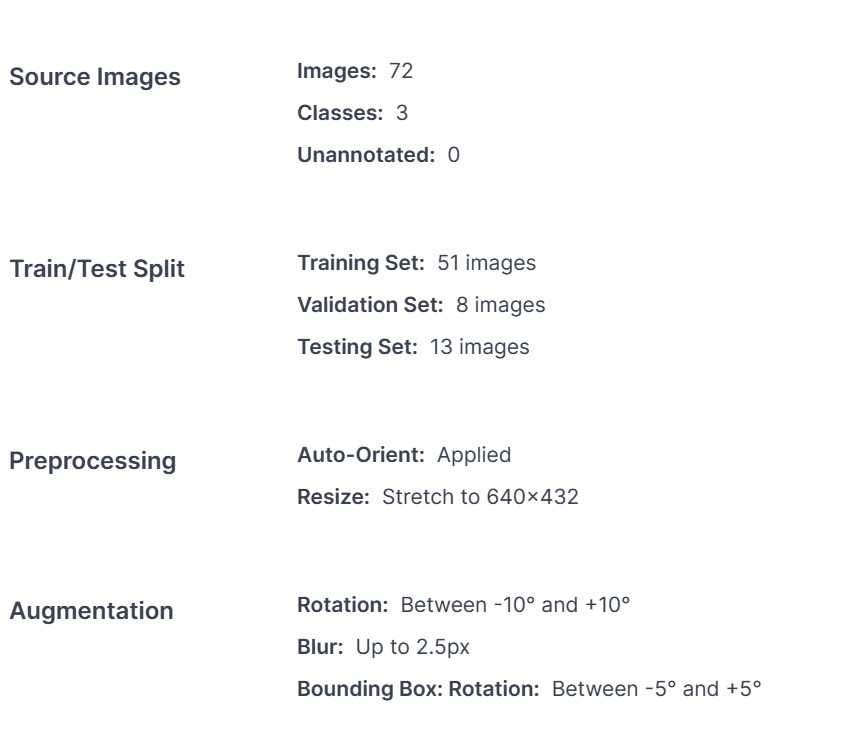 Source Images
Images: 72
Classes: 3
Unannotated: 0
Train/Test Split
Training Set: 51 images
Validation Set: 8 images
Testing Set: 13 images
Preprocessing
Auto-Orient: Applied
Resize: Stretch to 640×432
Augmentation
Rotation: Between -10° and +10°
Blur: Up to 2.5px
Bounding Box: Rotation: Between -5° and +5°